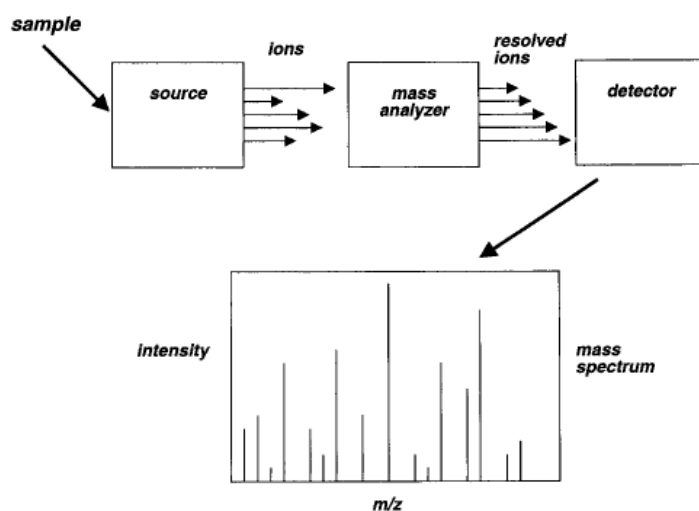 sample
ions
resolved
ions
source
mass
analyzer
detector
intensity
mass
spectrum
m/z